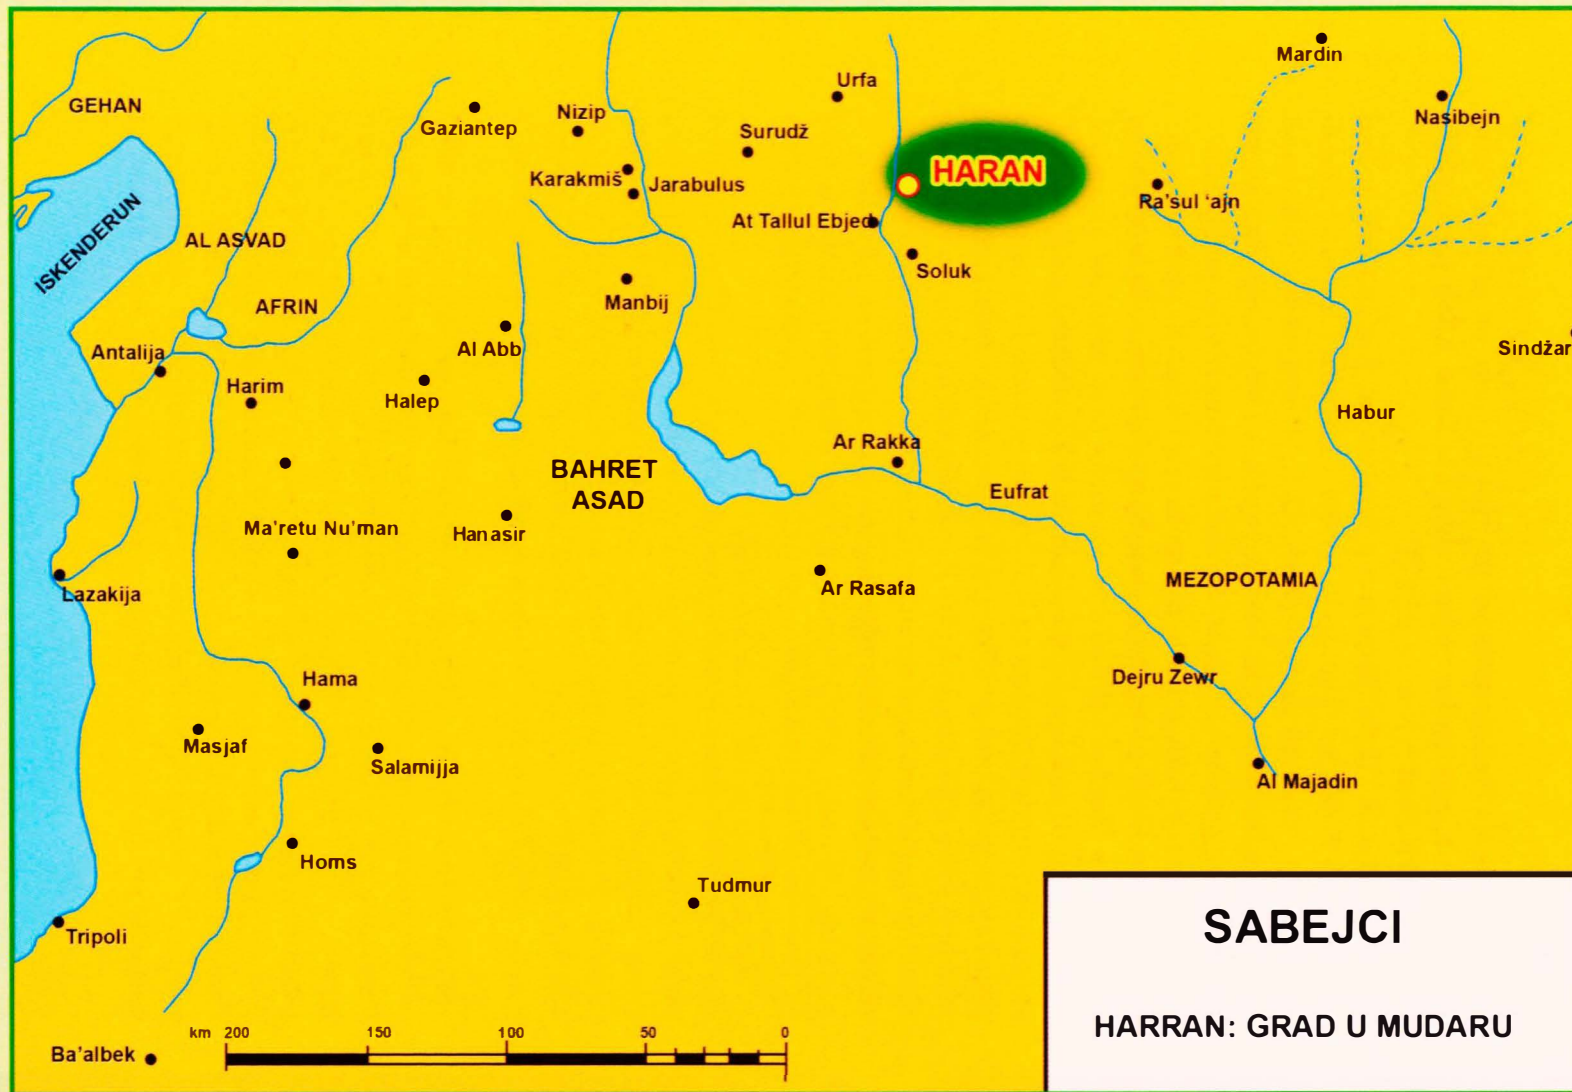 Mardin
Urfa
GEHAN
Gaziantep
Nizip
Nasibejn
Surudž
HARAN
Karakmiš
Jarabulus
Ra’sul ‘ajn
At Tallul Ebjed
ISKENDERUN
AL ASVAD
Soluk
AFRIN
Manbij
Al Abb
Sindžar
Antalija
Harim
Halep
Habur
Ar Rakka
BAHRET
ASAD
Eufrat
Ma’retu Nu’man
Hanasir
MEZOPOTAMIA
Lazakija
Ar Rasafa
Hama
Dejru Zewr
Masjaf
Salamijja
Al Majadin
Homs
Tudmur
Tripoli
SABEJCI
HARRAN: GRAD U MUDARU
km 200 150 100 50 0
Ba’albek